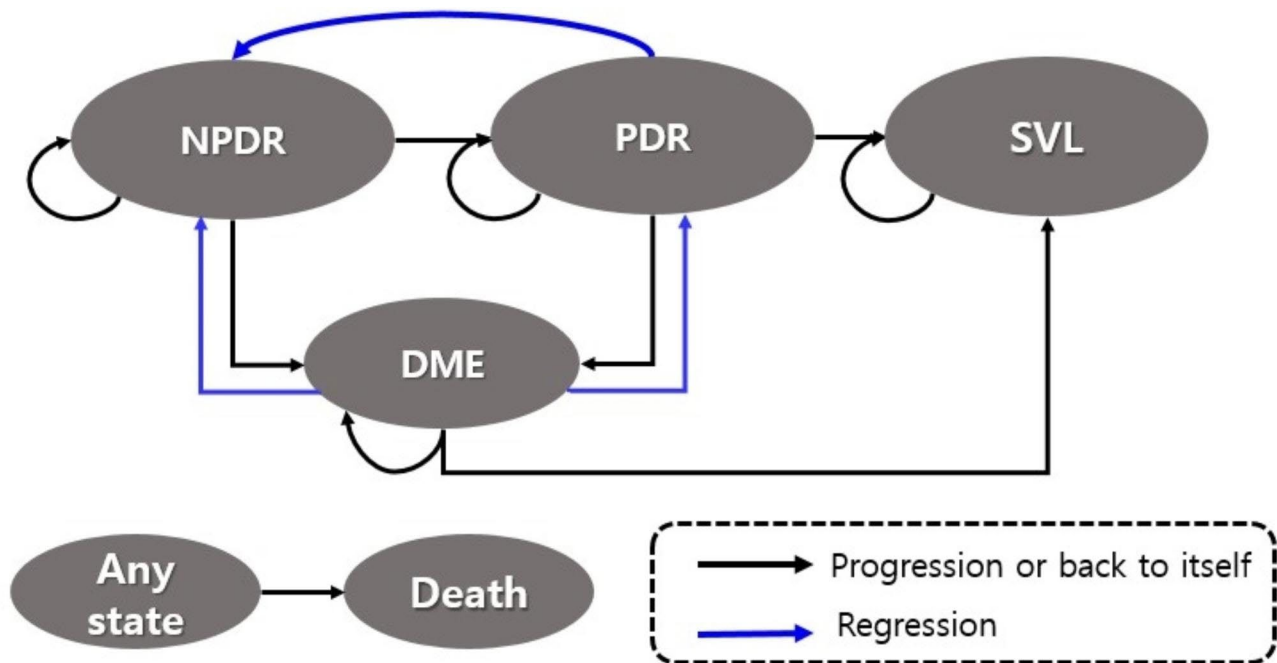 NPDR
PDR
SVL
DME
Any
state
Death
Progression or back to itself
Regression